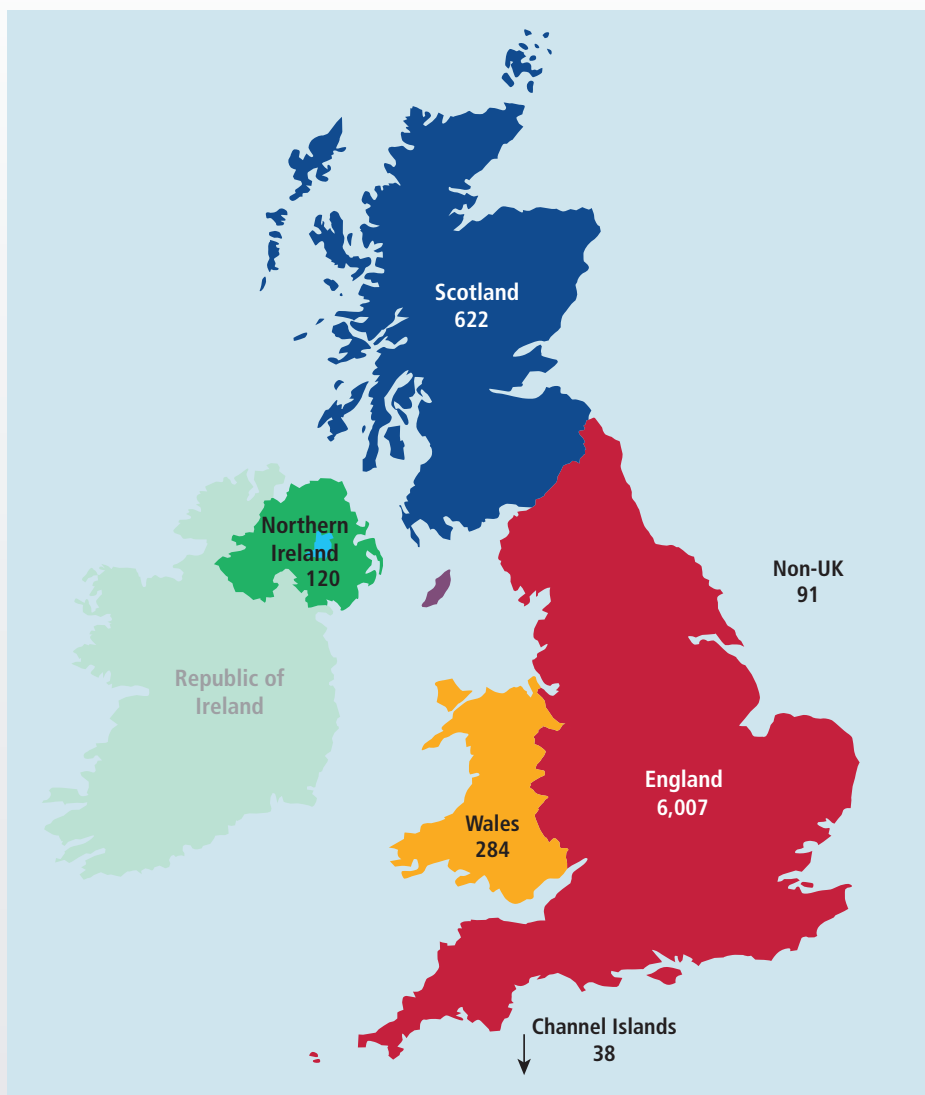 Scotland
622
Northern
Ireland
120
Non-UK
91
Republic of
Ireland
England
6,007
Wales
284
Channel Islands
38